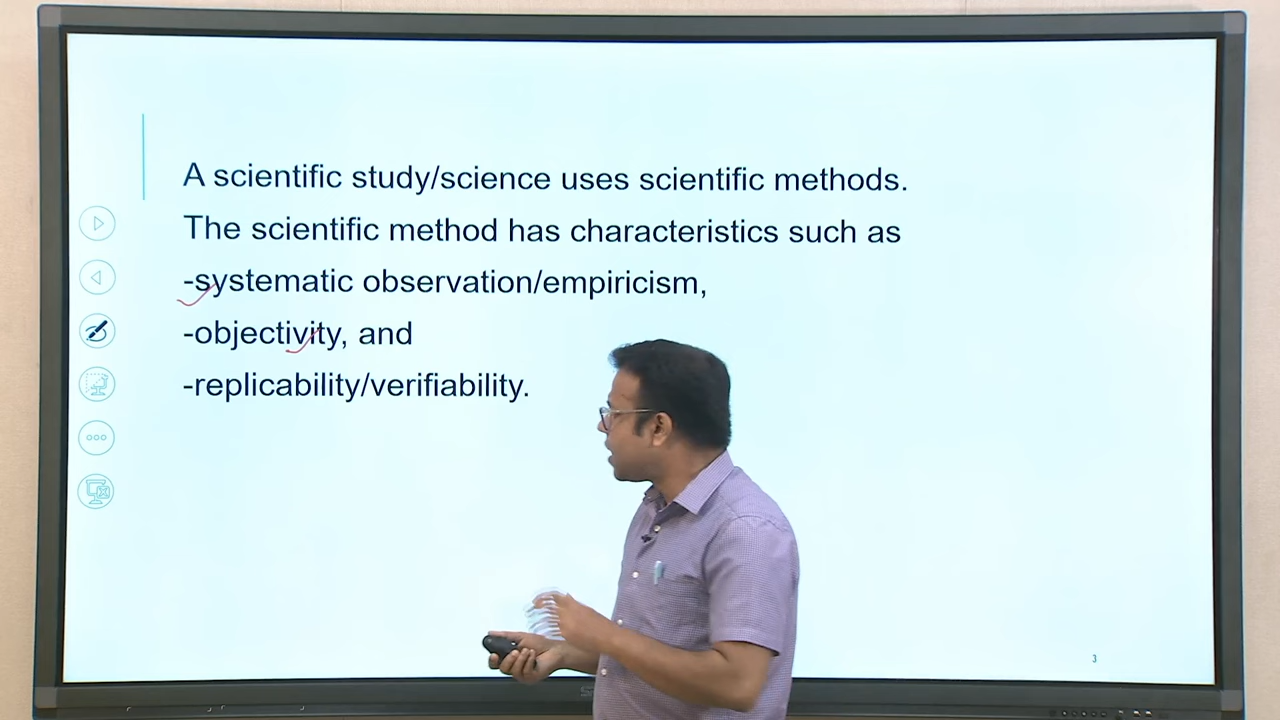 A scientific study/science uses scientific methods.
The scientific method has characteristics such as
-systematic observation/empiricism,
-objectivity, and
-replicability/verifiability.
3